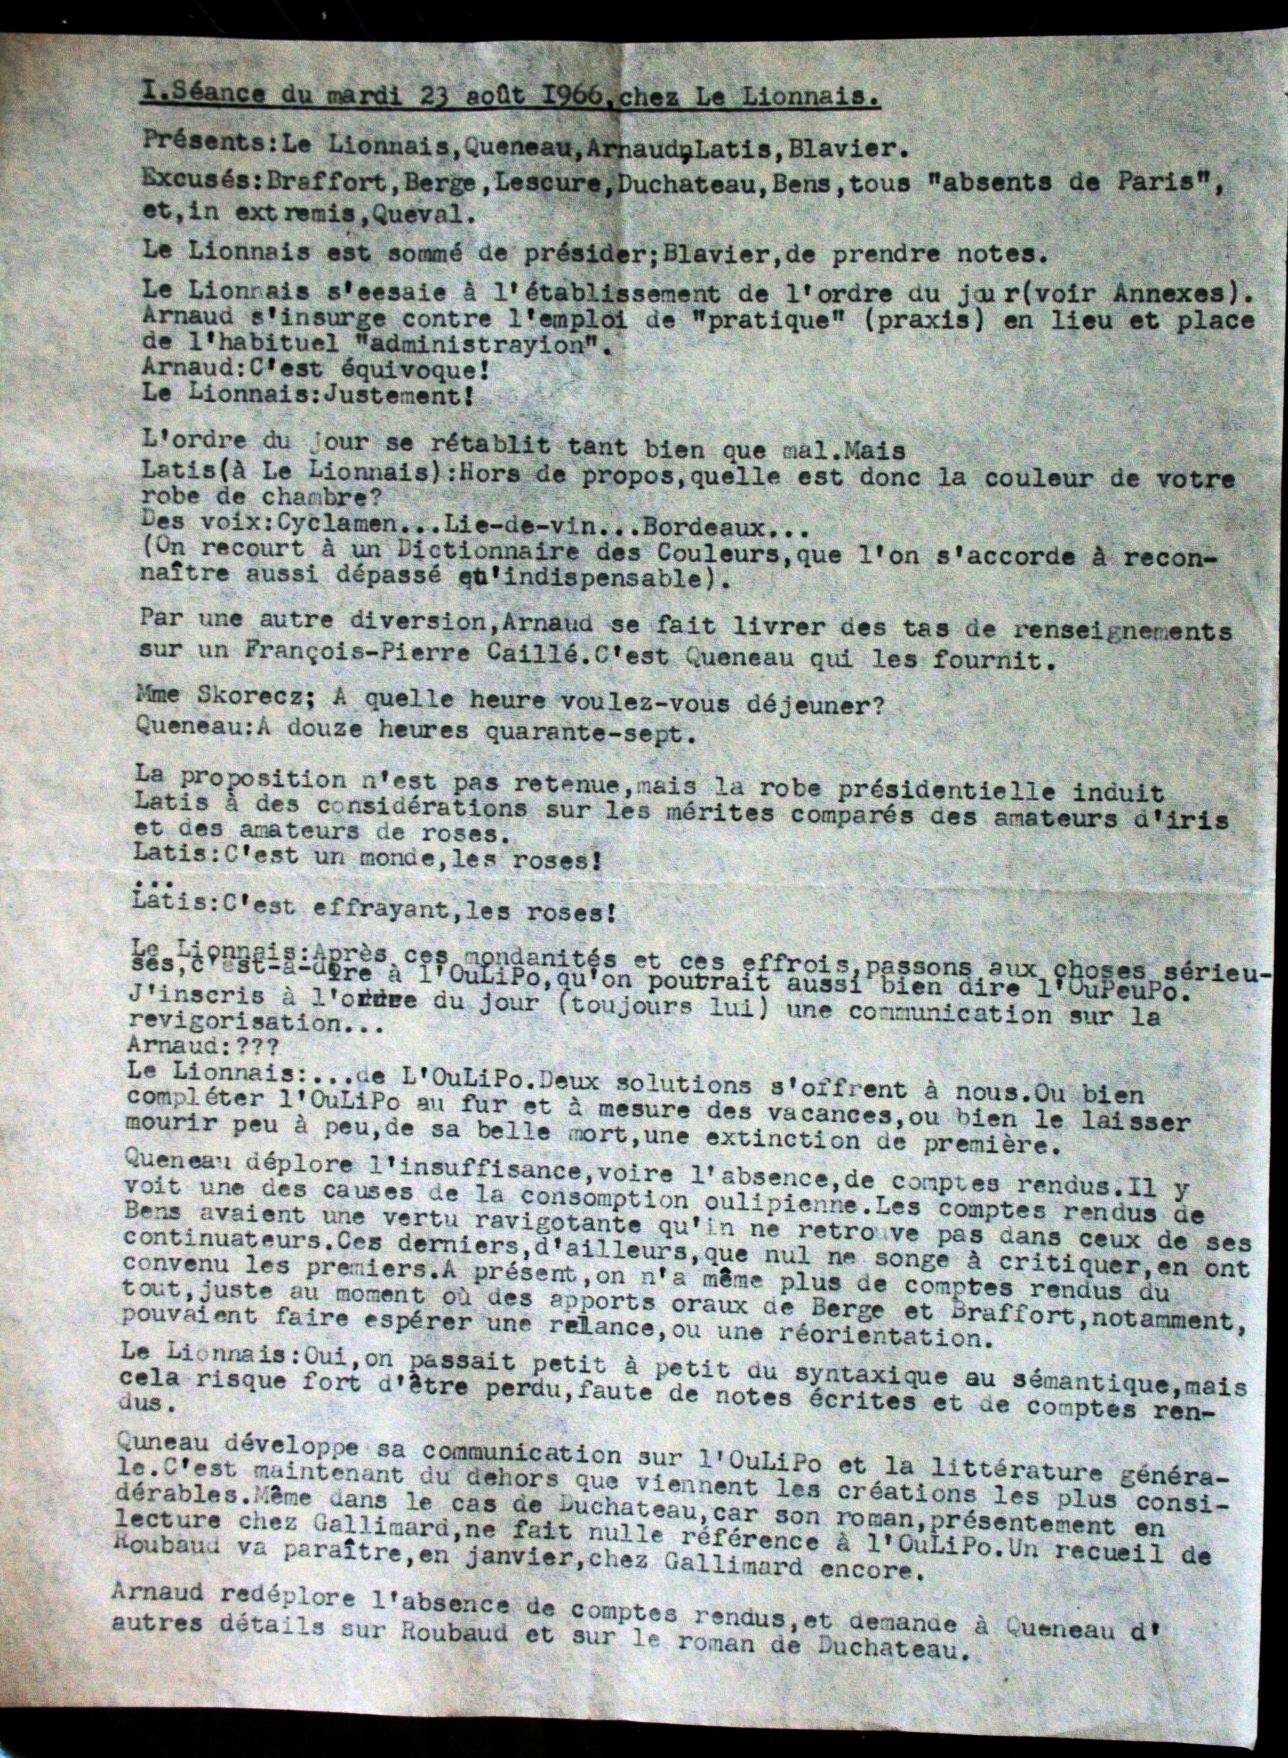 I.Séance du mardi 23 août I966,chez Le Lionnais.
Présents:Le Lionnais,Queneau,Arnaud,Latis,Blavier.
Excusés:Braffort,Berge,Lescure,Duchateau,Bens,tous "absents de Paris",
et,in extremis,Queval.
Le Lionnais est sommé de présider;Blavier,de prendre notes.
Le Lionnais s'eesaie à l'établissement de l'ordre du jour(voir Annexes).
Arnaud s'insurge contre l'emploi de "pratique" (praxis) en lieu et place
de l'habituel "administrayion".
Arnaud:C'est équivoque!
Le Lionnais:Justement!
L'ordre du jour se rétablit tant bien que mal.Mais
Latis(à Le Lionnais):Hors de propos,quelle est donc la couleur de votre
robe de chambre?
Des voix:Cyclamen...Lie-de-vin...Bordeaux...
(On recourt à un Dictionnaire des Couleurs,que l'on s'accorde à recon-
naître aussi dépassé qu'indispensable).
Par une autre diversion,Arnaud se fait livrer des tas de renseignements
sur un François-Pierre Caillé.C'est Queneau qui les fournit.
Mme Skorecz; A quelle heure voulez-vous déjeuner?
Queneau:A douze heures quarante-sept.
La proposition n'est pas retenue,mais la robe présidentielle induit
Latis à des considérations sur les mérites comparés des amateurs d'iris
et des amateurs de roses.
Latis:C'est un monde,les roses!
...
Latis:C'est effrayant,les roses!
Le Lionnais:Après ces mondanités et ces effrois,passons aux choses sérieu-
ses,c'est-à-dire à l'OuLiPo,qu'on poutrait aussi bien dire l'OuPeuPo.
J'inscris à l'ordre du jour (toujours lui) une communication sur la
revigorisation...
Arnaud:???
Le Lionnais:...de L'OuLiPo.Deux solutions s'offrent à nous.Ou bien
compléter l'OuLiPo au fur et à mesure des vacances,ou bien le laisser
mourir peu à peu,de sa belle mort,une extinction de première.
Queneau déplore l'insuffisance,voire l'absence,de comptes rendus.Il y
voit une des causes de la consomption oulipienne.Les comptes rendus de
Bens avaient une vertu ravigotante qu'in ne retrouve pas dans ceux de ses
continuateurs.Ces derniers,d'ailleurs,que nul ne songe à critiquer,en ont
convenu les premiers.A présent,on n'a même plus de comptes rendus du
tout,juste au moment où des apports oraux de Berge et Braffort,notamment,
pouvaient faire espérer une relance,ou une réorientation.
Le Lionnais:Oui,on passait petit à petit du syntaxique au sémantique,mais
cela risque fort d'être perdu,faute de notes écrites et de comptes ren-
dus.
Quneau développe sa communication sur l'OuLiPo et la littérature généra-
le.C'est maintenant du dehors que viennent les créations les plus consi-
dérables.Même dans le cas de Duchateau,car son roman,présentement en
lecture chez Gallimard,ne fait nulle référence à l'OuLiPo.Un recueil de
Roubaud va paraître,en janvier,chez Gallimard encore.
Arnaud redéplore l'absence de comptes rendus,et demande à Queneau d'
autres détails sur Roubaud et sur le roman de Duchateau.